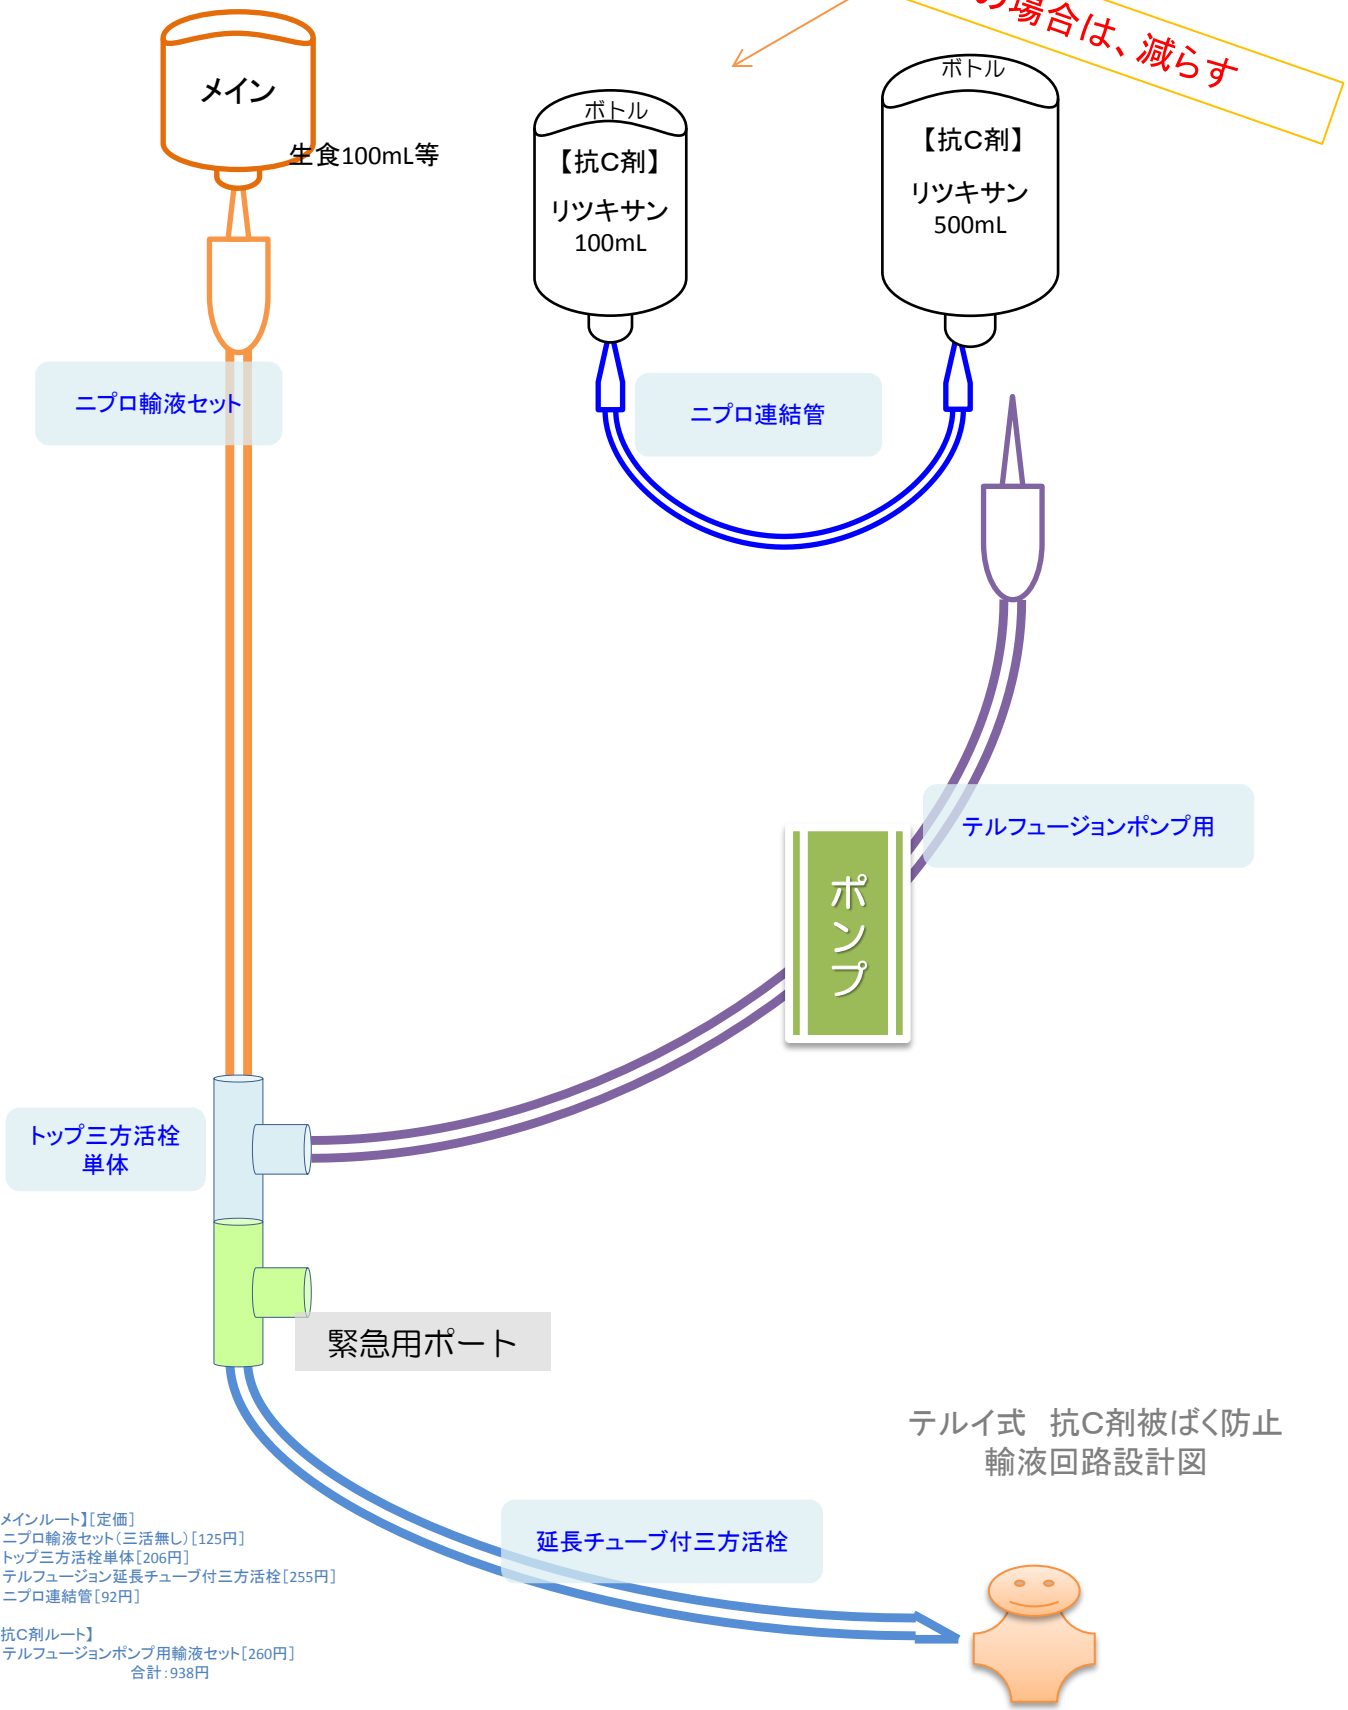 の場合は、減らす
メイン
生食100mL等
ボトル
【抗C剤】
リツキサン
100mL
ボトル
【抗C剤】
リツキサン
500mL
ニプロ輸液セット
ニプロ連結管
テルフュージョンポンプ用
ポンプ
トップ三方活栓
単体
緊急用ポート
テルイ式　抗C剤被ばく防止
輸液回路設計図
延長チューブ付三方活栓
メインルート】[定価]
ニプロ輸液セット(三活無し)[125円]
トップ三方活栓単体[206円]
テルフュージョン延長チューブ付三方活栓[255円]
ニプロ連結管[92円]
抗C剤ルート】
テルフュージョンポンプ用輸液セット[260円]
合計:938円